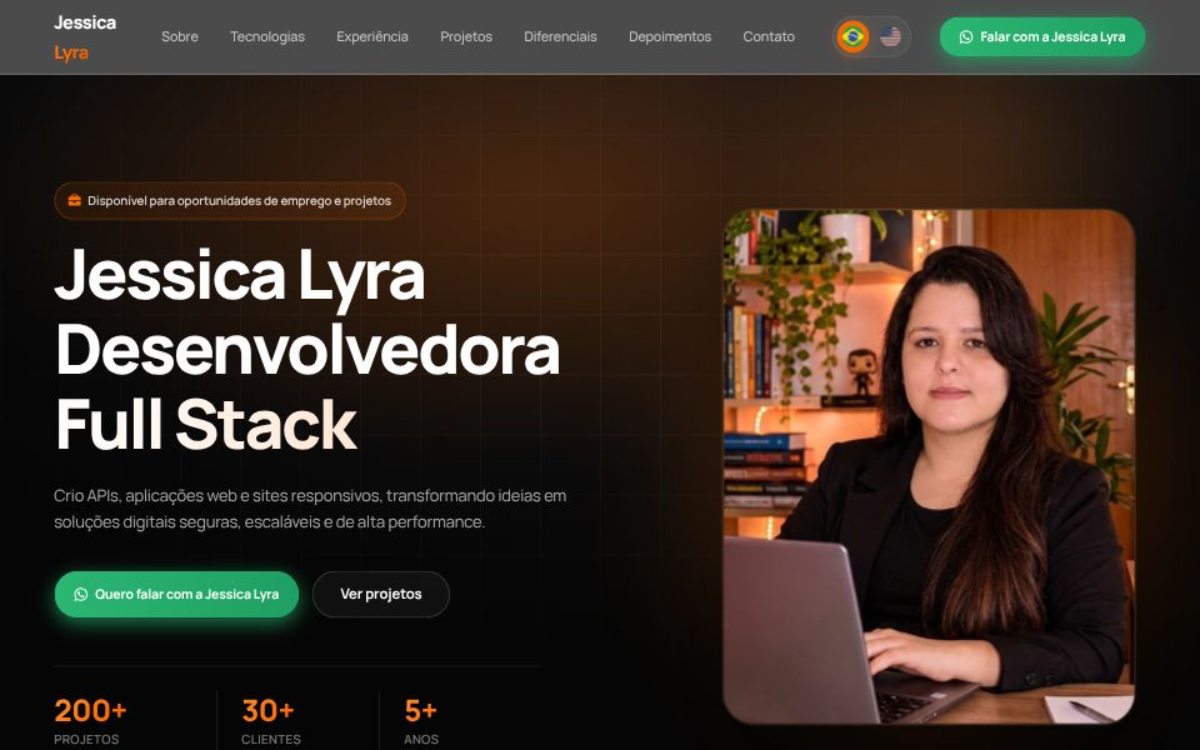 Jessica
Lyra
Sobre
Tecnologias
Experiência
Projetos
Diferenciais
Depoimentos
Contato
Falar com a Jessica Lyra
Disponível para oportunidades de emprego e projetos
Jessica Lyra
Desenvolvedora
Full Stack
Crio APIs, aplicações web e sites responsivos, transformando ideias em
soluções digitais seguras, escaláveis e de alta performance.
Quero falar com a Jessica Lyra
Ver projetos
200+
30+
5+
PROJETOS
CLIENTES
ANOS